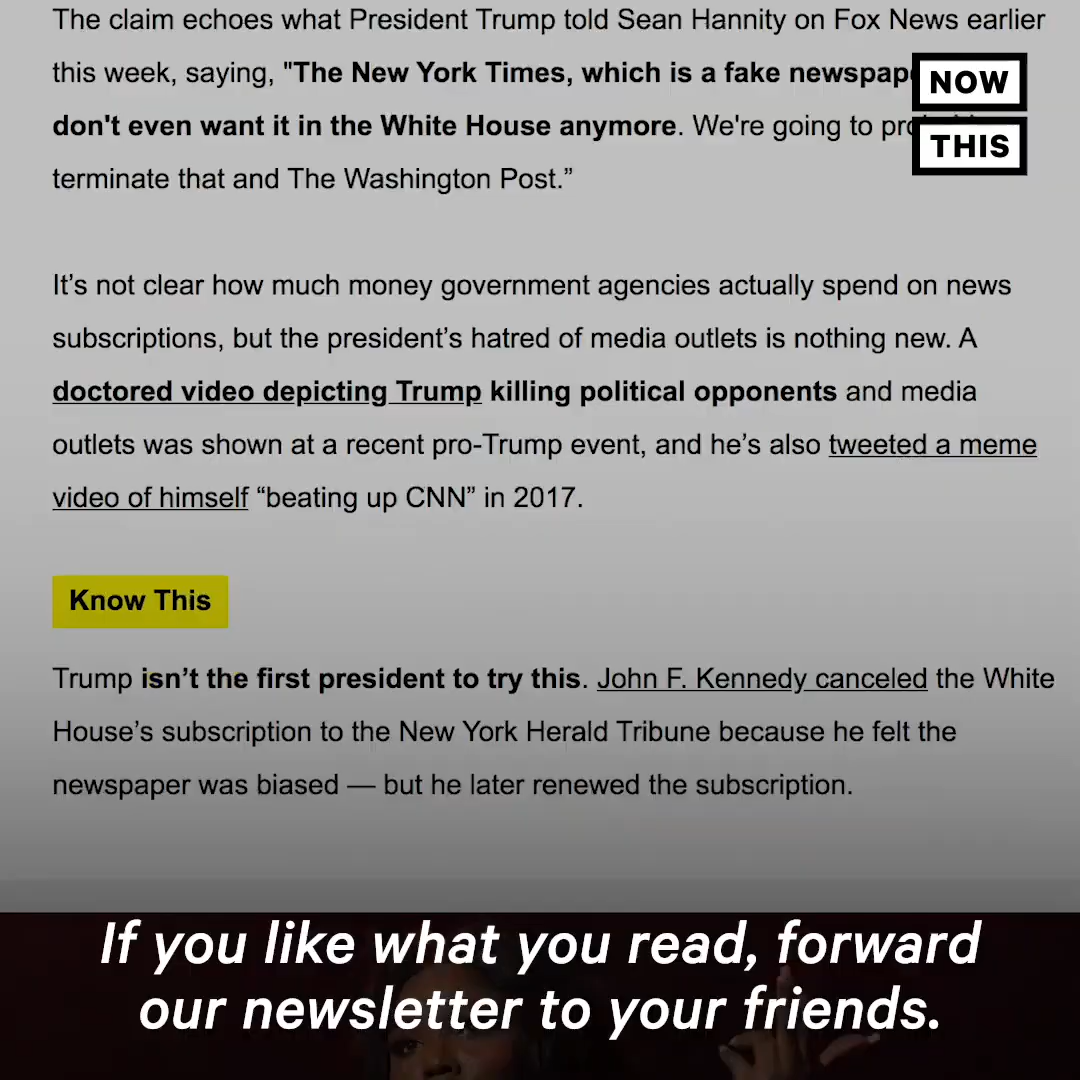 The claim echoes what President Trump told Sean Hannity on Fox News earlier
this week, saying, "The New York Times, which is a fake newspap
don't even want it in the White House anymore. We're going to
terminate that and The Washington Post.”
NOW
THIS
It’s not clear how much money government agencies actually spend on news
subscriptions, but the president’s hatred of media outlets is nothing new. A
doctored video depicting Trump killing political opponents and media
outlets was shown at a recent pro-Trump event, and he’s also tweeted a meme
video of himself “beating up CNN” in 2017.
Know This
Trump isn’t the first president to try this. John F. Kennedy canceled the White
House’s subscription to the New York Herald Tribune because he felt the
newspaper was biased — but he later renewed the subscription.
If you like what you read, forward
our newsletter to your friends.